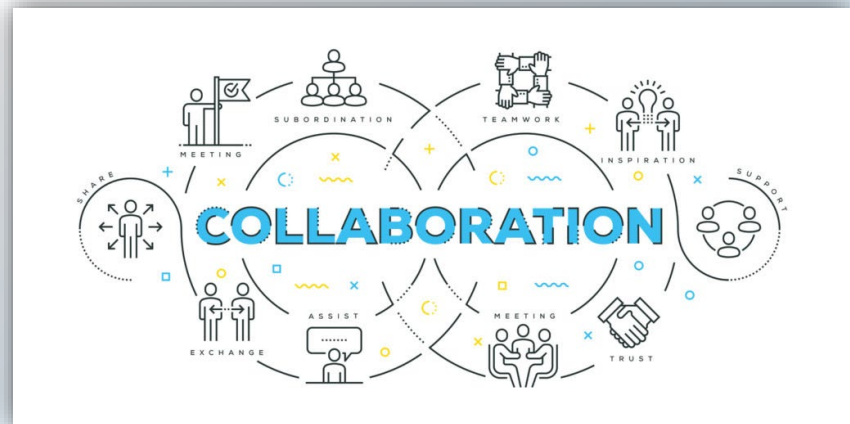 SUBORDINATION
TEAMWORK
MEETING
INSPIRATION
SHARE
SUPPORT
COLLABORATION
ASSIST
MEETING
EXCHANGE
TRUST